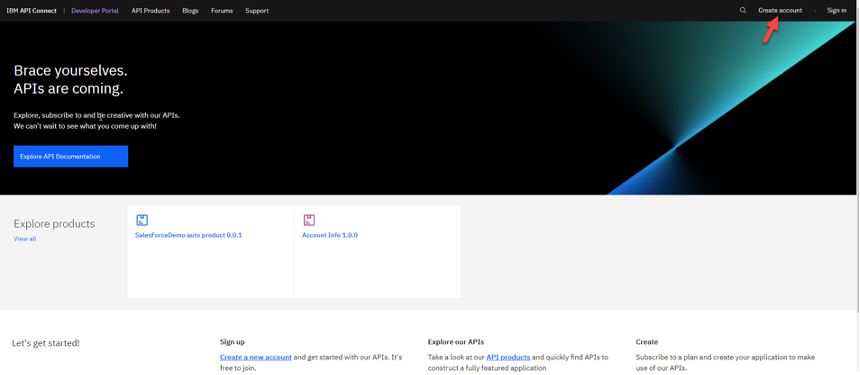 IBM API Connect | Developer Portal API Products Blogs Forums Support Create account Sign in
Brace yourselves.
APIs are coming.
Explore, subscribe to and be creative with our APIs.
We can't wait to see what you come up with!
Explore API Documentation
Explore products
View all
SalesForceDemo auto product 0.0.1
Account Info 1.0.0
Let's get started!
Sign up
Create a new account and get started with our APIs. It's
free to join.
Explore our APIs
Take a look at our API products and quickly find APIs to
construct a fully featured application
Create
Subscribe to a plan and create your application to make
use of our APIs.